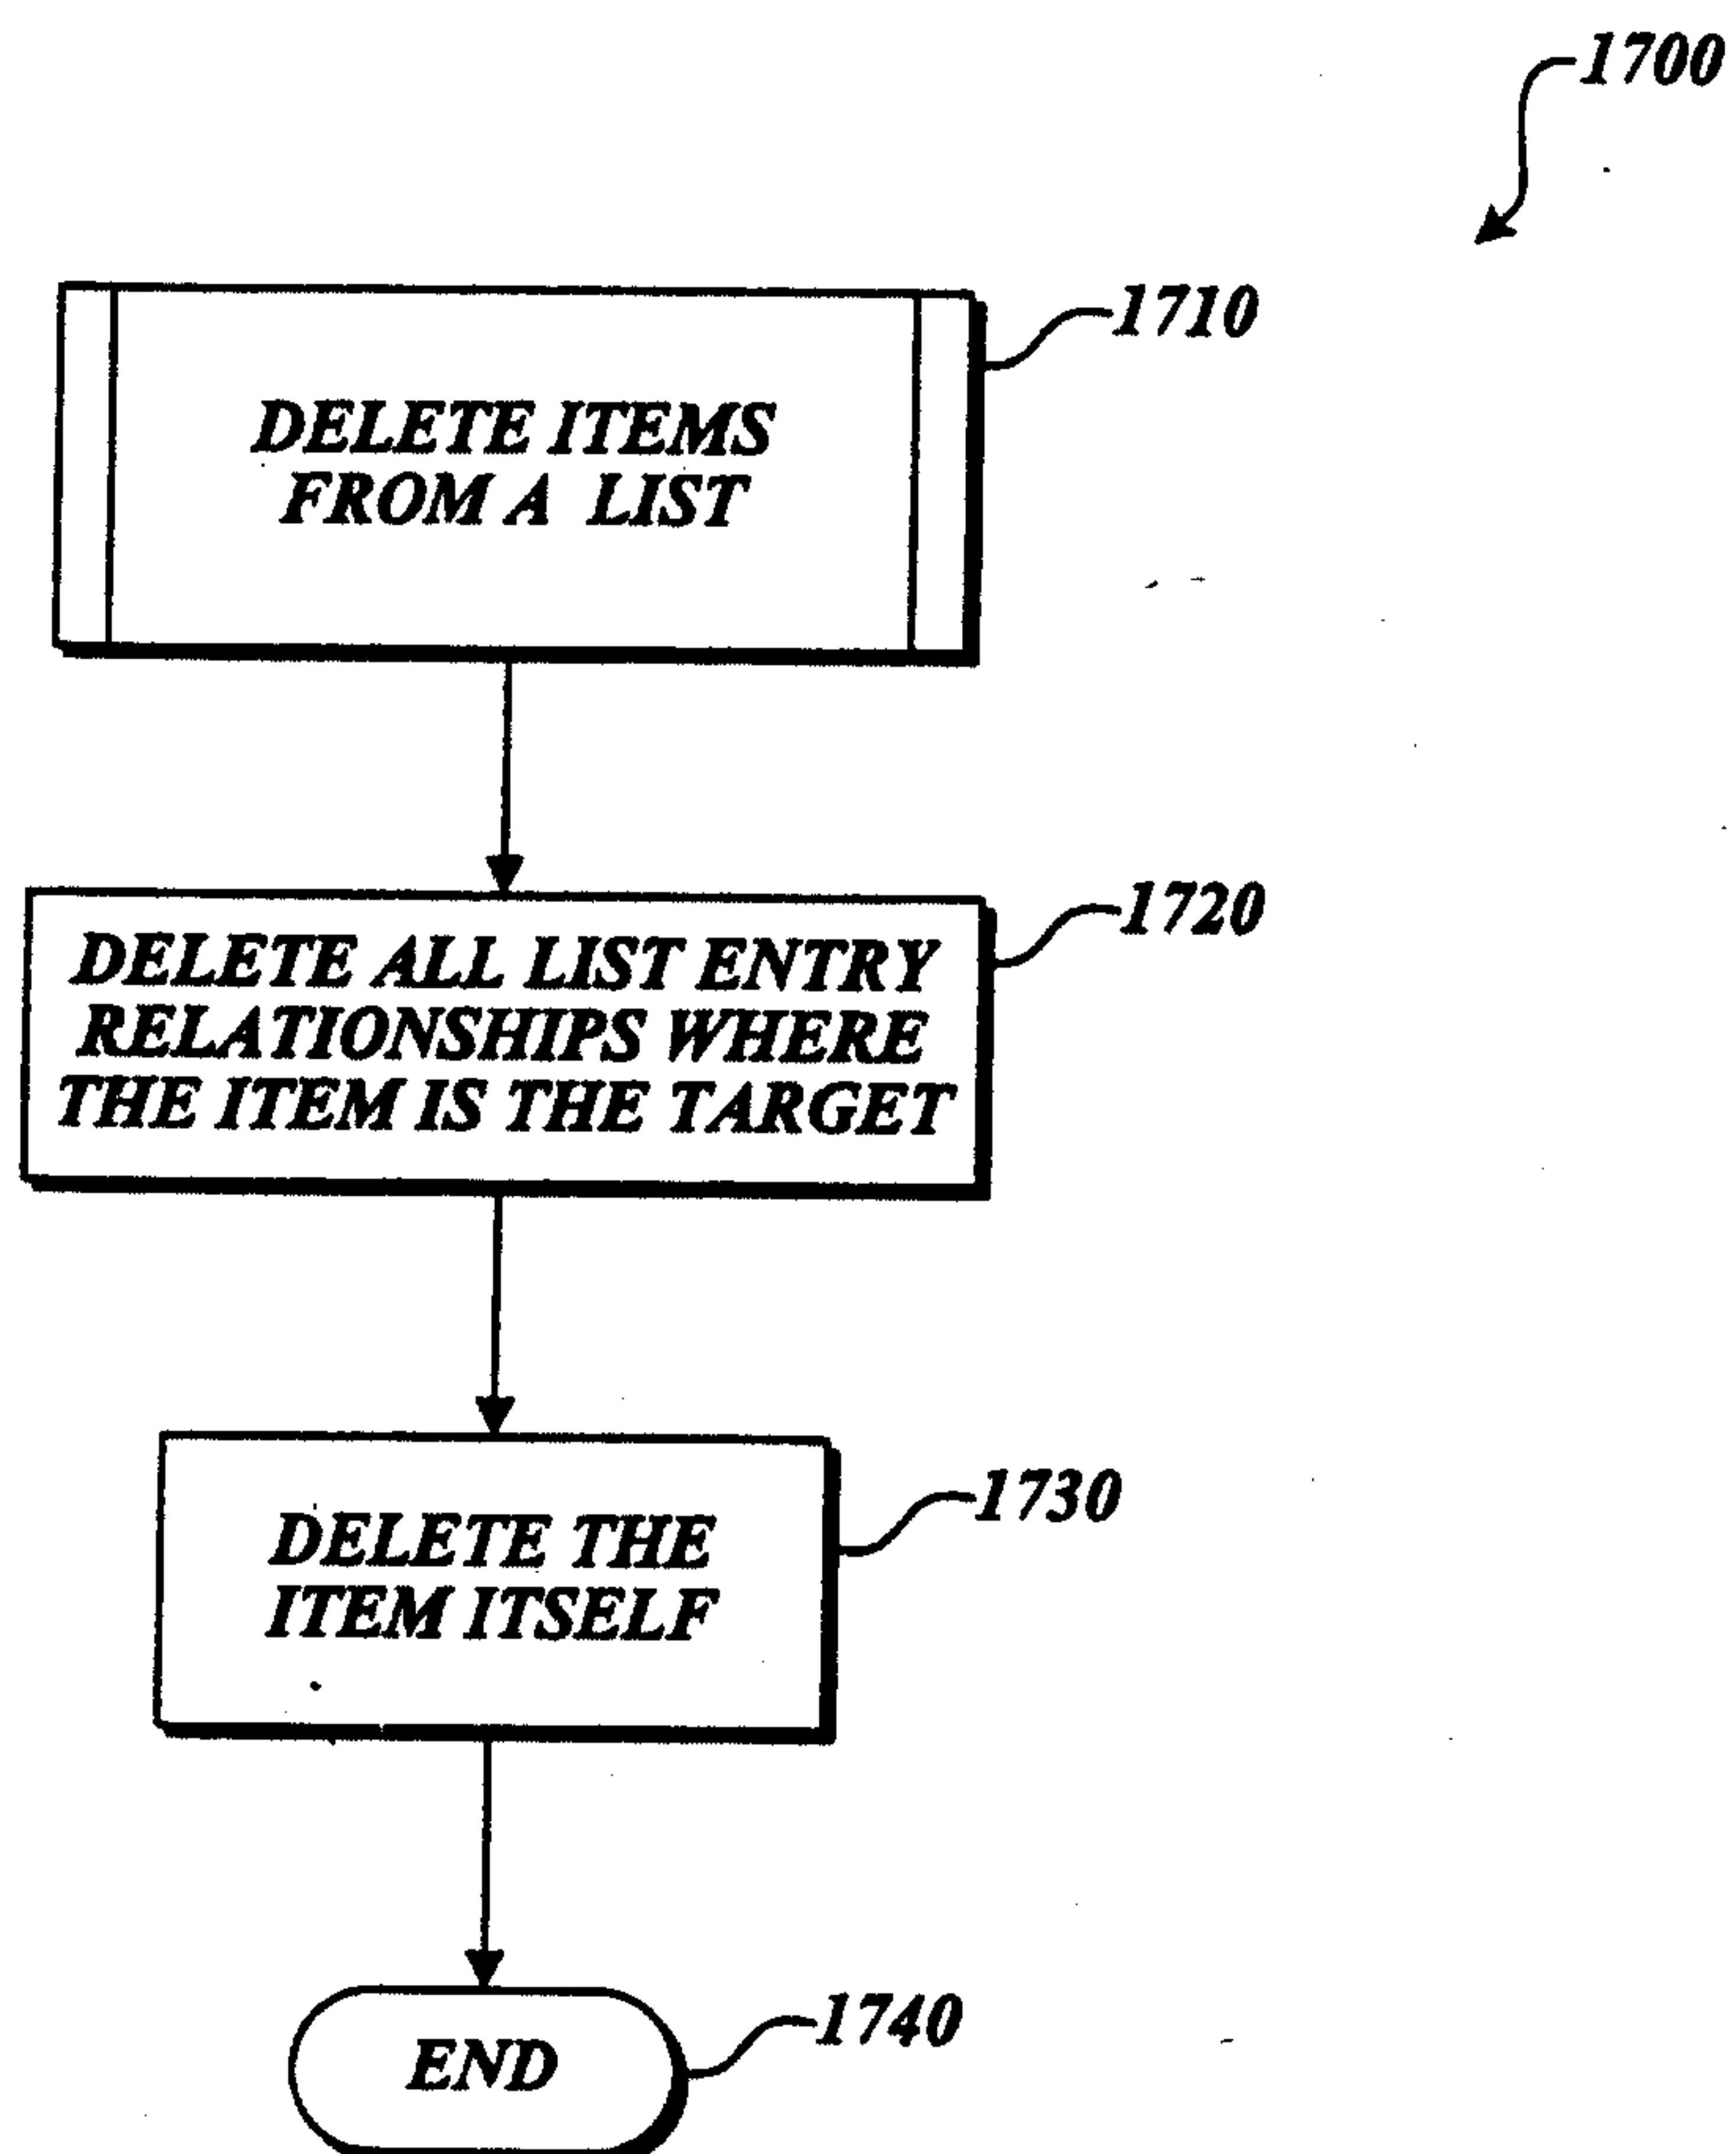 1700
1710
DELETE ITEMS
FROM A LIST
1720
DELETE ALL LIST ENTRY
RELATIONSHIPS WHERE
THE ITEM IS THE TARGET
1730
DELETE THE
ITEM ITSELF
1740
END